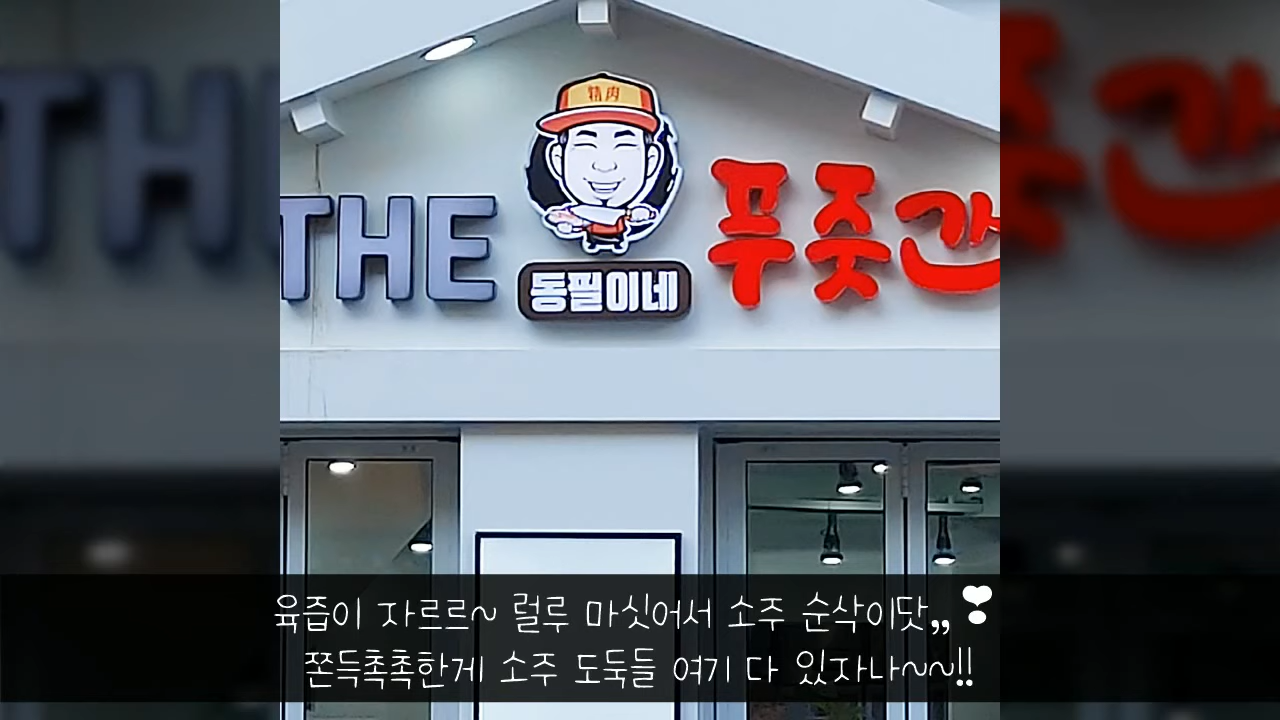 精肉
THE 푸줏간
동필이네
육즙이 자르르~ 럴루 마싯어서 소주 순삭이닷,,❣
쫀득촉촉한게 소주 도둑들 여기 다 있자나~~!!